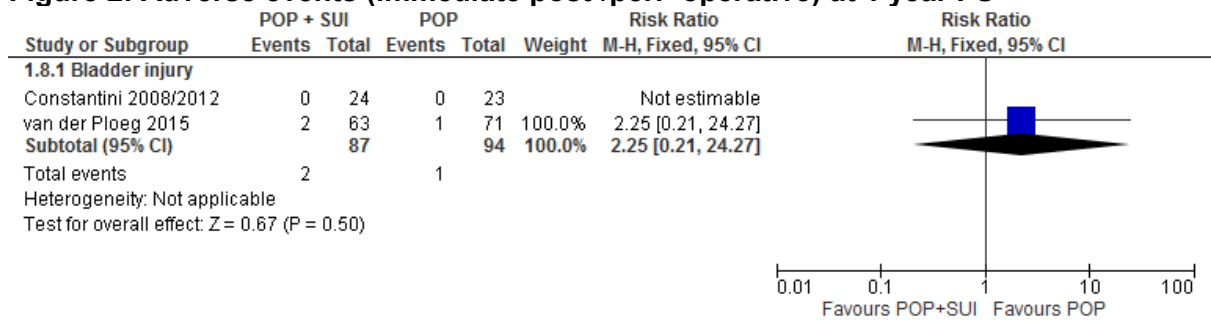 POP + SUI POP Risk Ratio Risk Ratio
Study or Subgroup Events Total Events Total Weight M-H, Fixed, 95% CI M-H, Fixed, 95% CI
1.8.1 Bladder injury
Constantini 2008/2012 0 24 0 23 Not estimable
van der Ploeg 2015 2 63 1 71 100.0% 2.25 [0.21, 24.27]
Subtotal (95% CI) 87 94 100.0% 2.25 [0.21, 24.27]
Total events 2 1
Heterogeneity: Not applicable
Test for overall effect: Z = 0.67 (P = 0.50)
0.01 0.1 1 10 100
Favours POP+SUI Favours POP